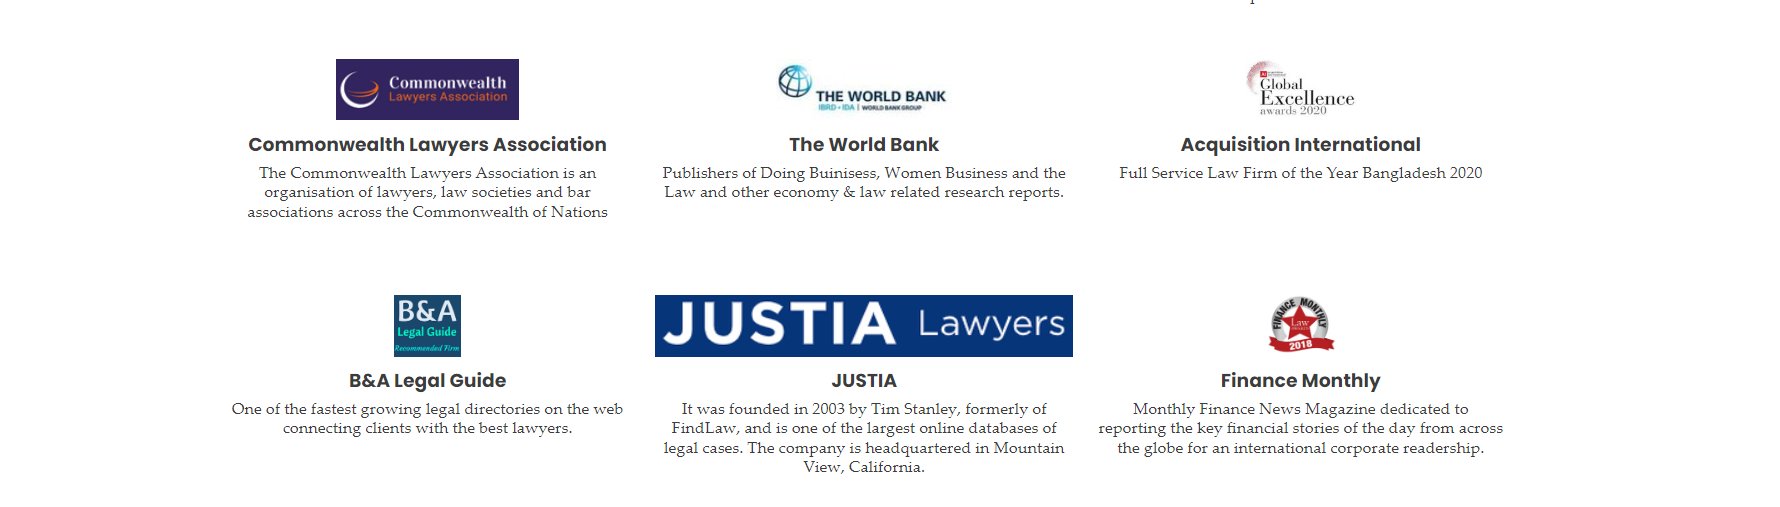 Commonwealth
Lawyers Association
Commonwealth Lawyers Association
The Commonwealth Lawyers Association is an
organisation of lawyers, law societies and bar
associations across the Commonwealth of Nations
THE WORLD BANK
IBRD • IDA | WORLD BANK GROUP
The World Bank
Publishers of Doing Buinisess, Women Business and the
Law and other economy & law related research reports.
AI
Global
Excellence
awards 2020
Acquisition International
Full Service Law Firm of the Year Bangladesh 2020
B&A
Legal Guide
Recommended Firm
B&A Legal Guide
One of the fastest growing legal directories on the web
connecting clients with the best lawyers.
JUSTIA Lawyers
JUSTIA
It was founded in 2003 by Tim Stanley, formerly of
FindLaw, and is one of the largest online databases of
legal cases. The company is headquartered in Mountain
View, California.
FINANCE MONTHLY
Law
2018
Finance Monthly
Monthly Finance News Magazine dedicated to
reporting the key financial stories of the day from across
the globe for an international corporate readership.